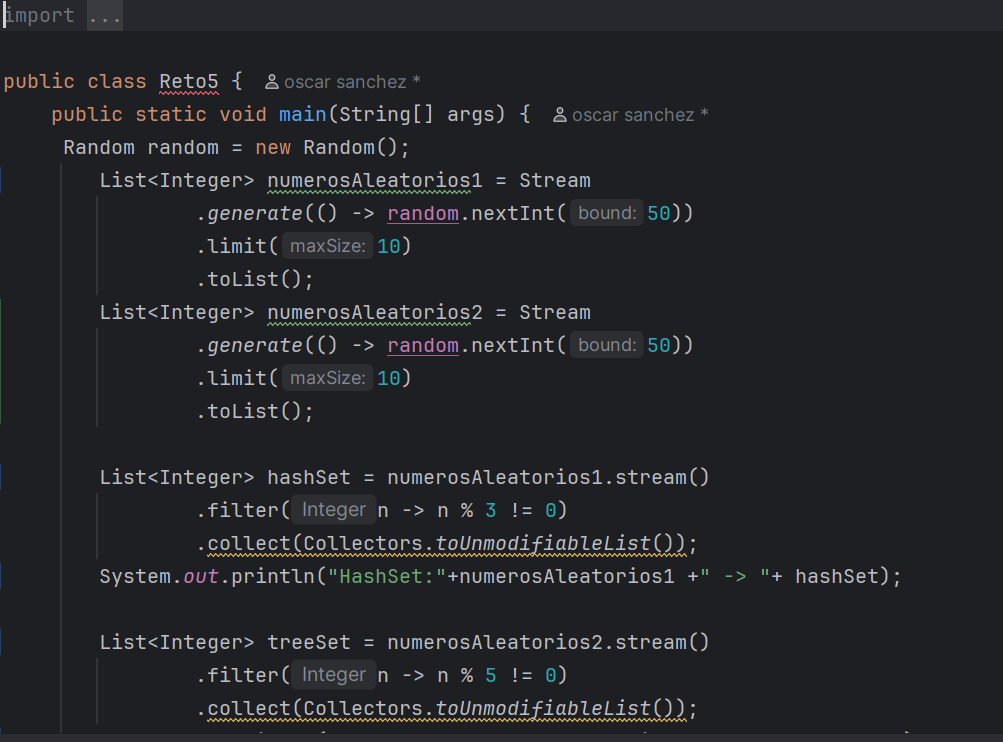 import ...
public class Reto5 { oscar sanchez *
public static void main(String[] args) { oscar sanchez *
Random random = new Random();
List<Integer> numerosAleatorios1 = Stream
.generate(() -> random.nextInt( bound: 50))
.limit( maxSize: 10)
.toList();
List<Integer> numerosAleatorios2 = Stream
.generate(() -> random.nextInt( bound: 50))
.limit( maxSize: 10)
.toList();
List<Integer> hashSet = numerosAleatorios1.stream()
.filter( Integer n -> n % 3 != 0)
.collect(Collectors.toUnmodifiableList());
System.out.println("HashSet:"+numerosAleatorios1 +" -> "+ hashSet);
List<Integer> treeSet = numerosAleatorios2.stream()
.filter( Integer n -> n % 5 != 0)
.collect(Collectors.toUnmodifiableList());